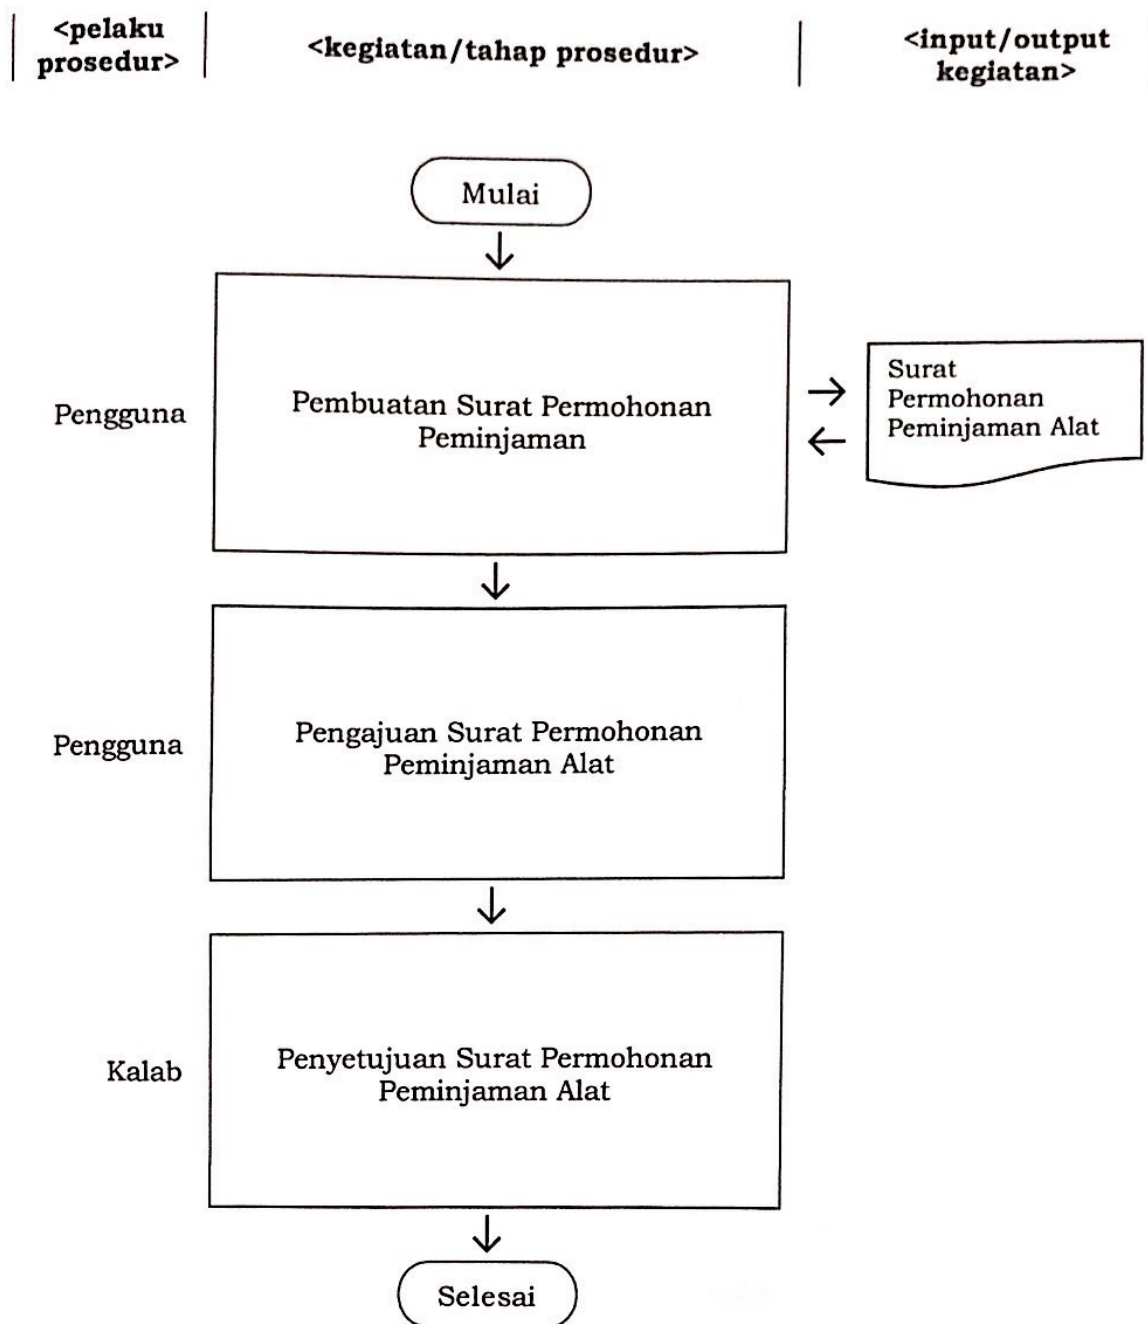 <pelaku
prosedur>
<kegiatan/tahap prosedur>
<input/output
kegiatan>
Mulai
Pengguna
Pembuatan Surat Permohonan
Peminjaman
Surat
Permohonan
Peminjaman Alat
Pengguna
Pengajuan Surat Permohonan
Peminjaman Alat
Kalab
Penyetujuan Surat Permohonan
Peminjaman Alat
Selesai